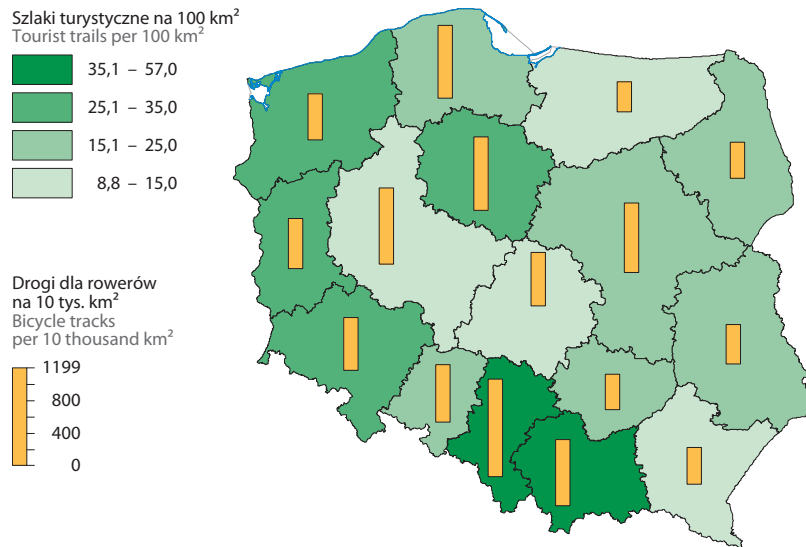 Szlaki turystyczne na 100 km²
Tourist trails per 100 km²
35,1 – 57,0
25,1 – 35,0
15,1 – 25,0
8,8 – 15,0
Drogi dla rowerów
na 10 tys. km²
Bicycle tracks
per 10 thousand km²
1199
800
400
0